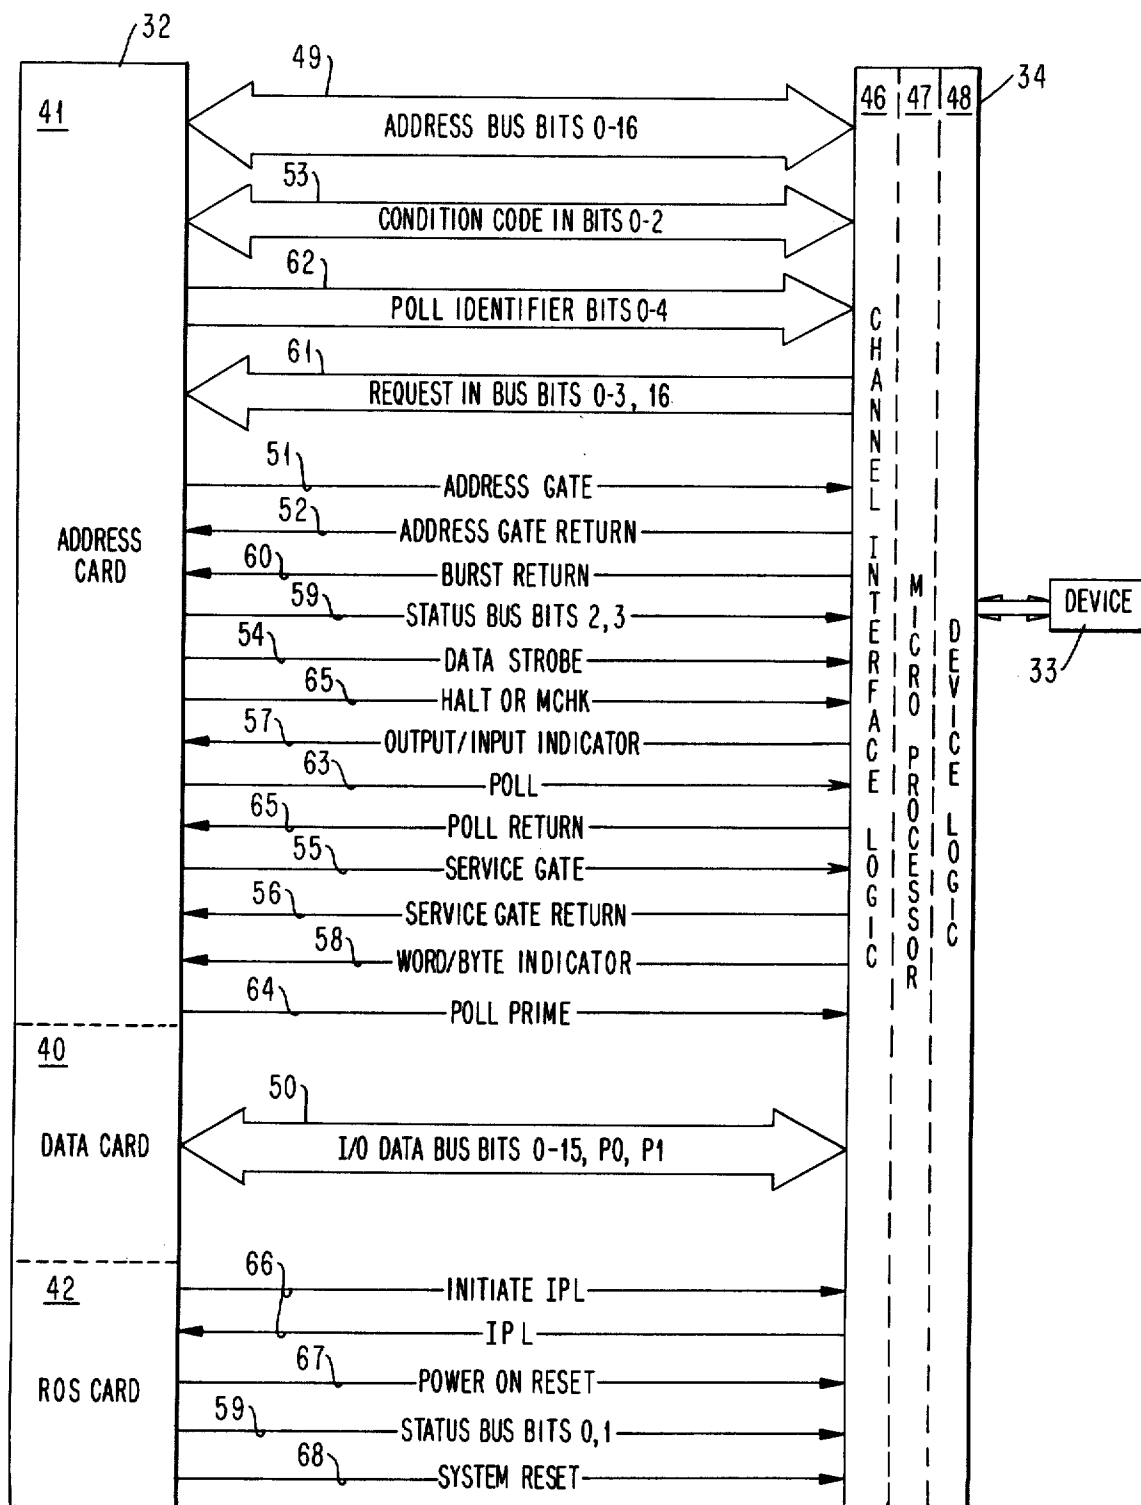 32
41
49
34
46 47 48
ADDRESS BUS BITS 0-16
53
CONDITION CODE IN BITS 0-2
62
POLL IDENTIFIER BITS 0-4
61
REQUEST IN BUS BITS 0-3, 16
51
ADDRESS GATE
52
ADDRESS GATE RETURN
ADDRESS
CARD
60
BURST RETURN
59
STATUS BUS BITS 2,3
54
DATA STROBE
65
HALT OR MCHK
57
OUTPUT/INPUT INDICATOR
63
POLL
65
POLL RETURN
55
SERVICE GATE
56
SERVICE GATE RETURN
58
WORD/BYTE INDICATOR
64
POLL PRIME
CHANNEL INTERFACE LOGIC
MICRO PROCESSOR
DEVICE LOGIC
DEVICE
33
40
DATA CARD
50
I/O DATA BUS BITS 0-15, P0, P1
42
ROS CARD
66
INITIATE IPL
IPL
67
POWER ON RESET
59
STATUS BUS BITS 0,1
68
SYSTEM RESET